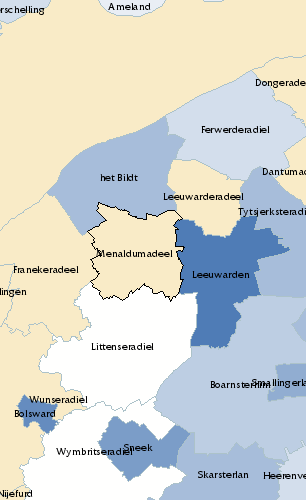 rschelling
Ameland
Dongerade
Ferwerderadiel
Dantuma
het Bildt
Leeuwarderadeel
Tytsjerksteradi
Menaldumadeel
Franekeradeel
Leeuwarden
lingen
Littenseradiel
Boarnsterhim
Smallingerla
Wunseradiel
Bolsward
Sneek
Wymbritseradiel
Skarsterlan
Heerenve
Nijefurd